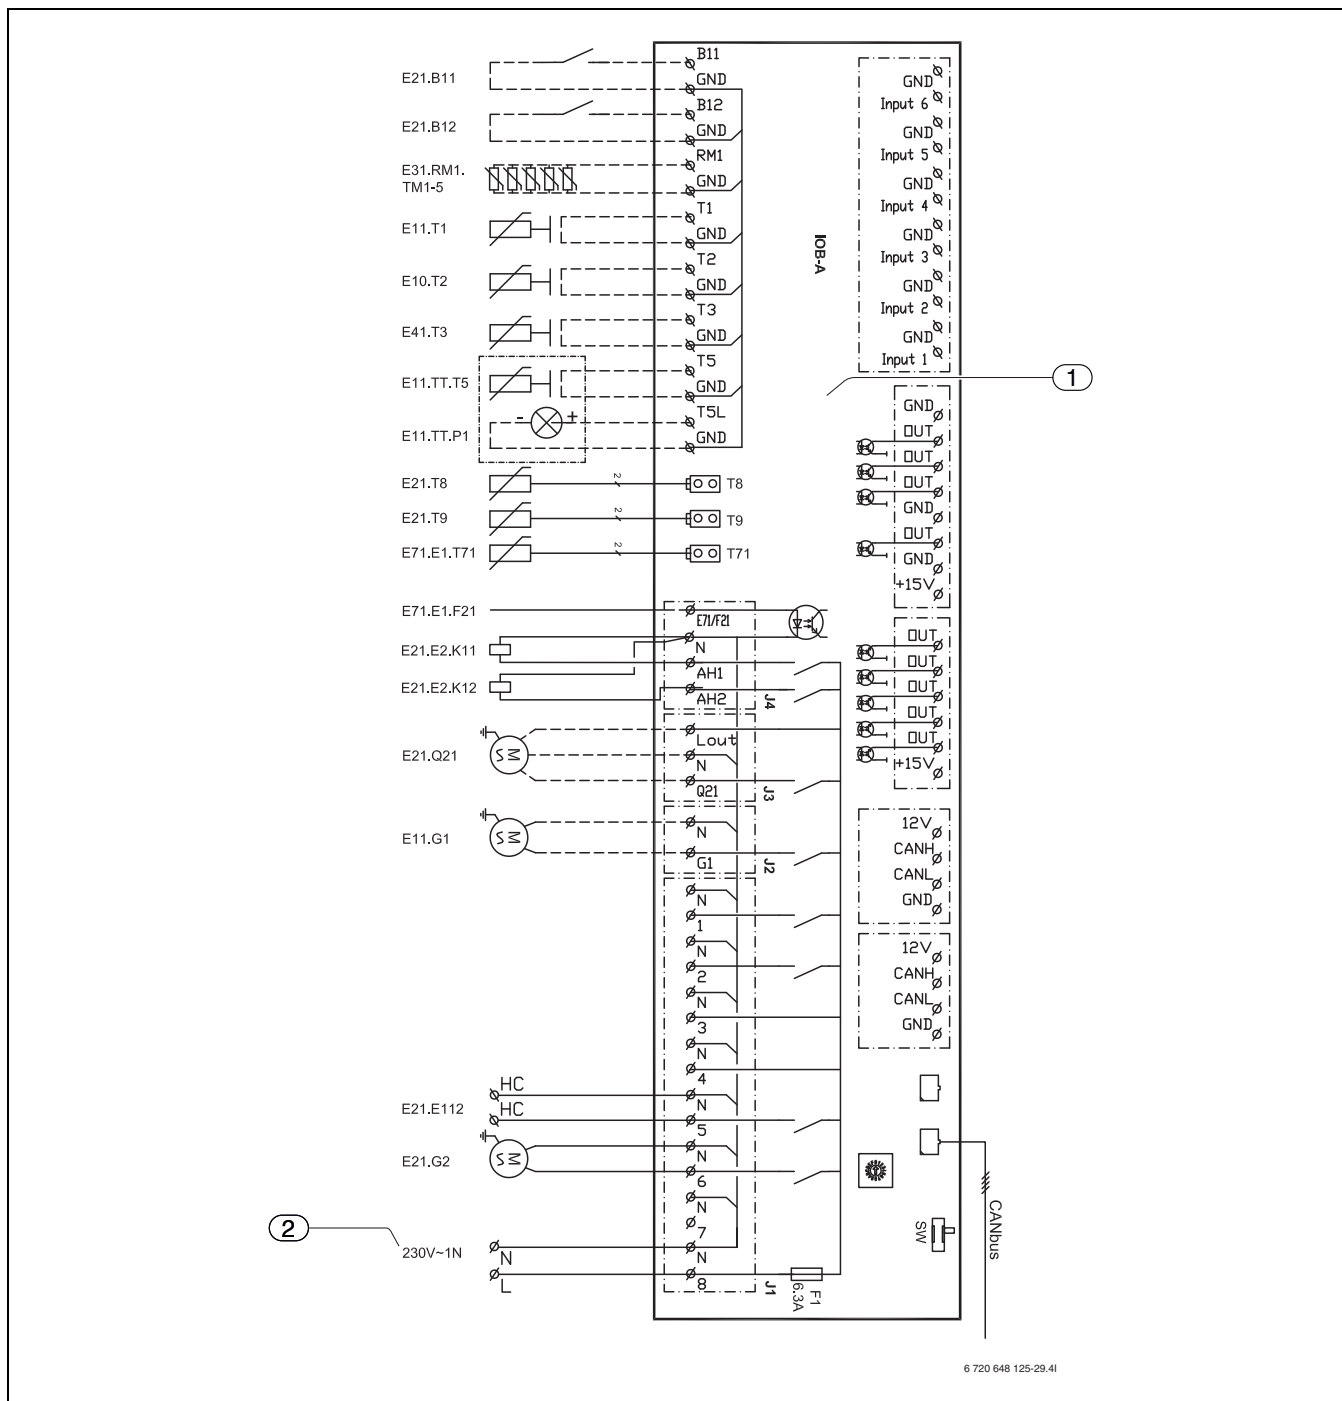 E21.B11
E21.B12
E31.RM1.
TM1-5
E11.T1
E10.T2
E41.T3
E11.TT.T5
- +
E11.TT.P1
E21.T8
E21.T9
E71.E1.T71
E71.E1.F21
E21.E2.K11
E21.E2.K12
E21.Q21
E11.G1
E21.E112
E21.G2
230V~1N
2
2
2
M
M
HC
HC
M
N
L
B11
GND
B12
GND
RM1
GND
T1
GND
T2
GND
T3
GND
T5
GND
T5L
GND
T8
T9
T71
E71/F21
N
AH1
AH2
J4
Lout
N
Q21
J3
N
G1
J2
N
1
N
2
N
3
N
4
N
5
N
6
N
7
N
8
J1
F1
6.3A
IOB-A
GND
Input 6
GND
Input 5
GND
Input 4
GND
Input 3
GND
Input 2
GND
Input 1
GND
OUT
OUT
OUT
GND
OUT
GND
+15V
OUT
OUT
OUT
OUT
OUT
+15V
12V
CANH
CANL
GND
12V
CANH
CANL
GND
SW
CANbus
1
2
6 720 648 125-29.4I